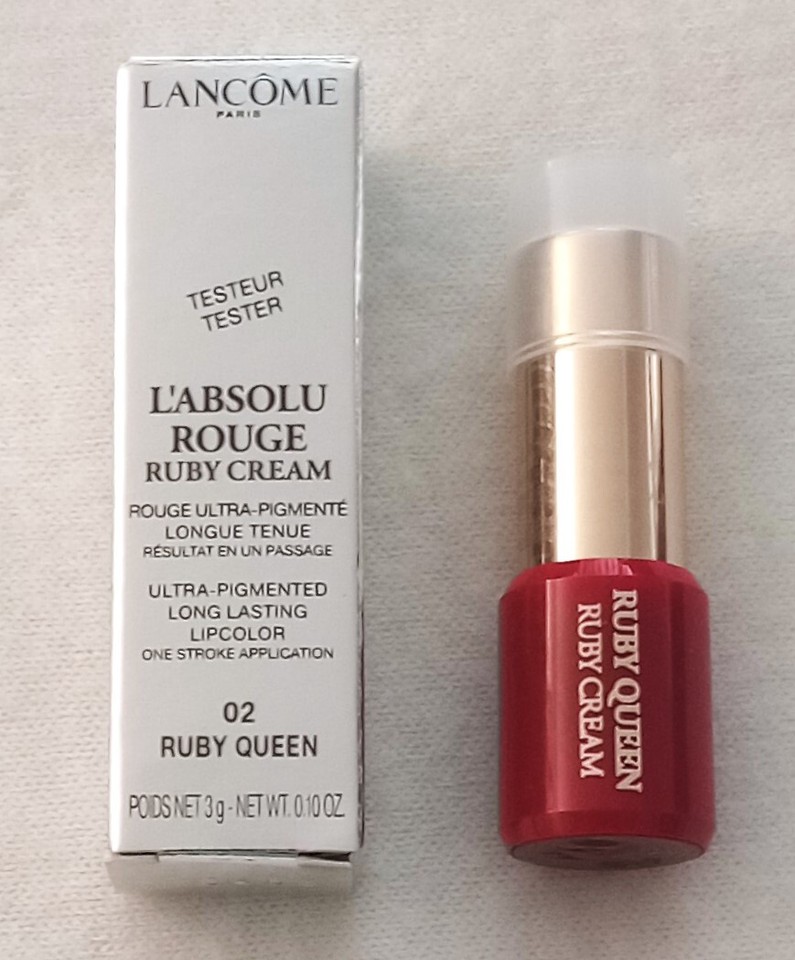 LANCÔME
PARIS
TESTEUR
TESTER
L'ABSOLU
ROUGE
RUBY CREAM
ROUGE ULTRA-PIGMENTÉ
LONGUE TENUE
RÉSULTAT EN UN PASSAGE
ULTRA-PIGMENTED
LONG LASTING
LIPCOLOR
ONE STROKE APPLICATION
02
RUBY QUEEN
POIDS NET 3 g - NET WT. 0.10 OZ.
RUBY QUEEN
RUBY CREAM